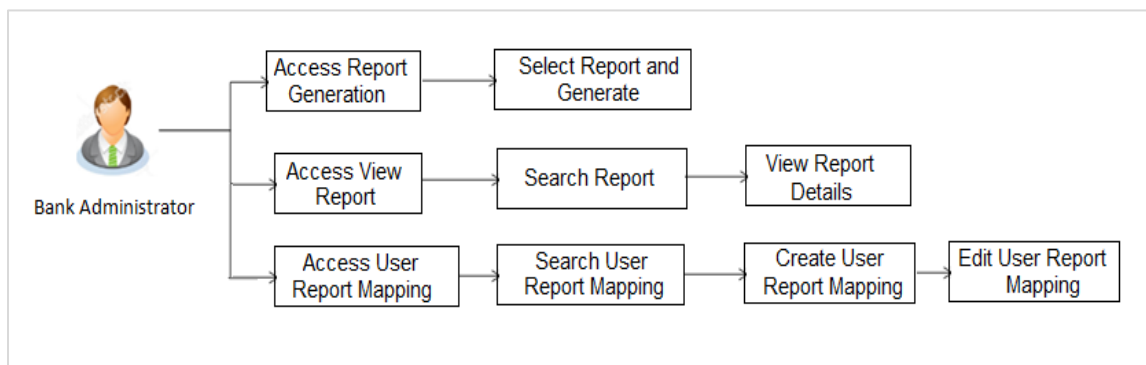 Access Report
Generation
Select Report and
Generate
Bank Administrator
Access View
Report
Search Report
View Report
Details
Access User
Report Mapping
Search User
Report Mapping
Create User
Report Mapping
Edit User Report
Mapping